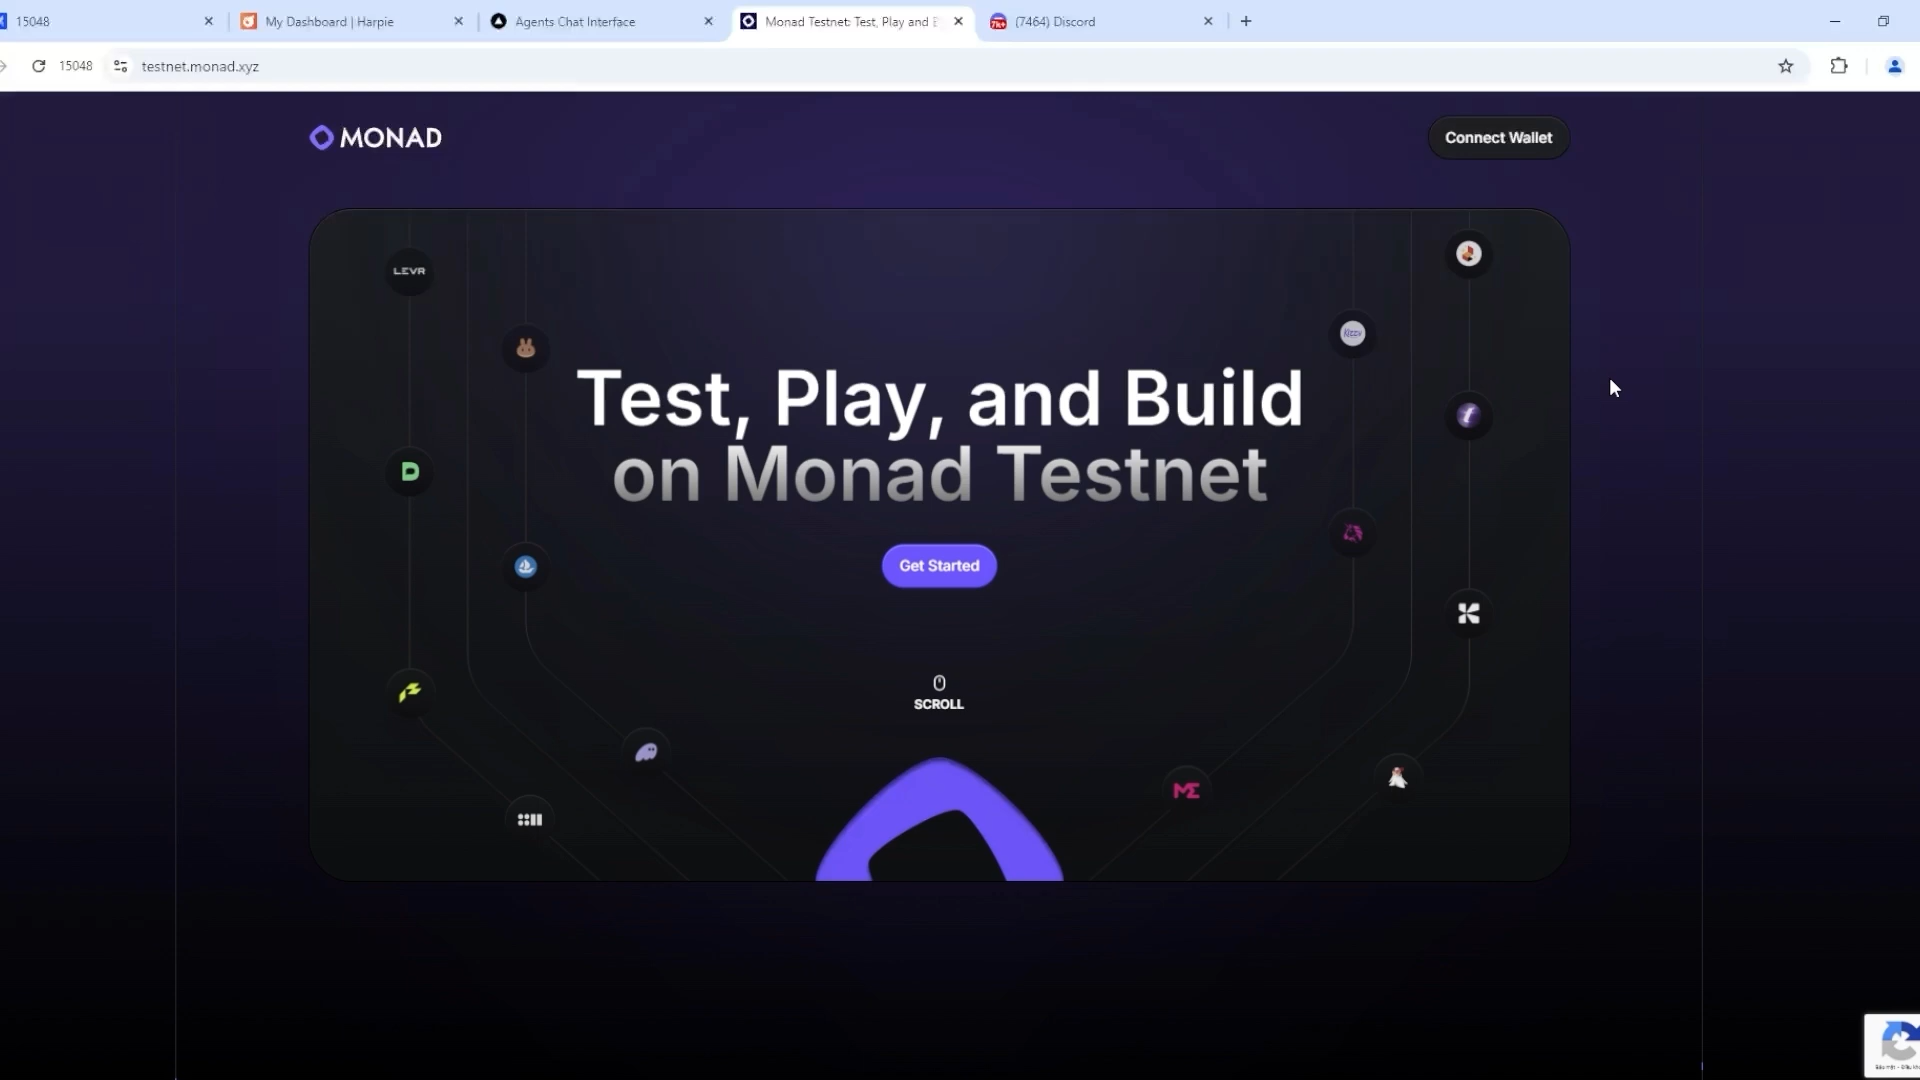 15048
My Dashboard | Harpie
Agents Chat Interface
Monad Testnet: Test, Play and
(7464) Discord
15048
testnet.monad.xyz
MONAD
Connect Wallet
LEVR
Kizzy
Test, Play, and Build
on Monad Testnet
Get Started
SCROLL